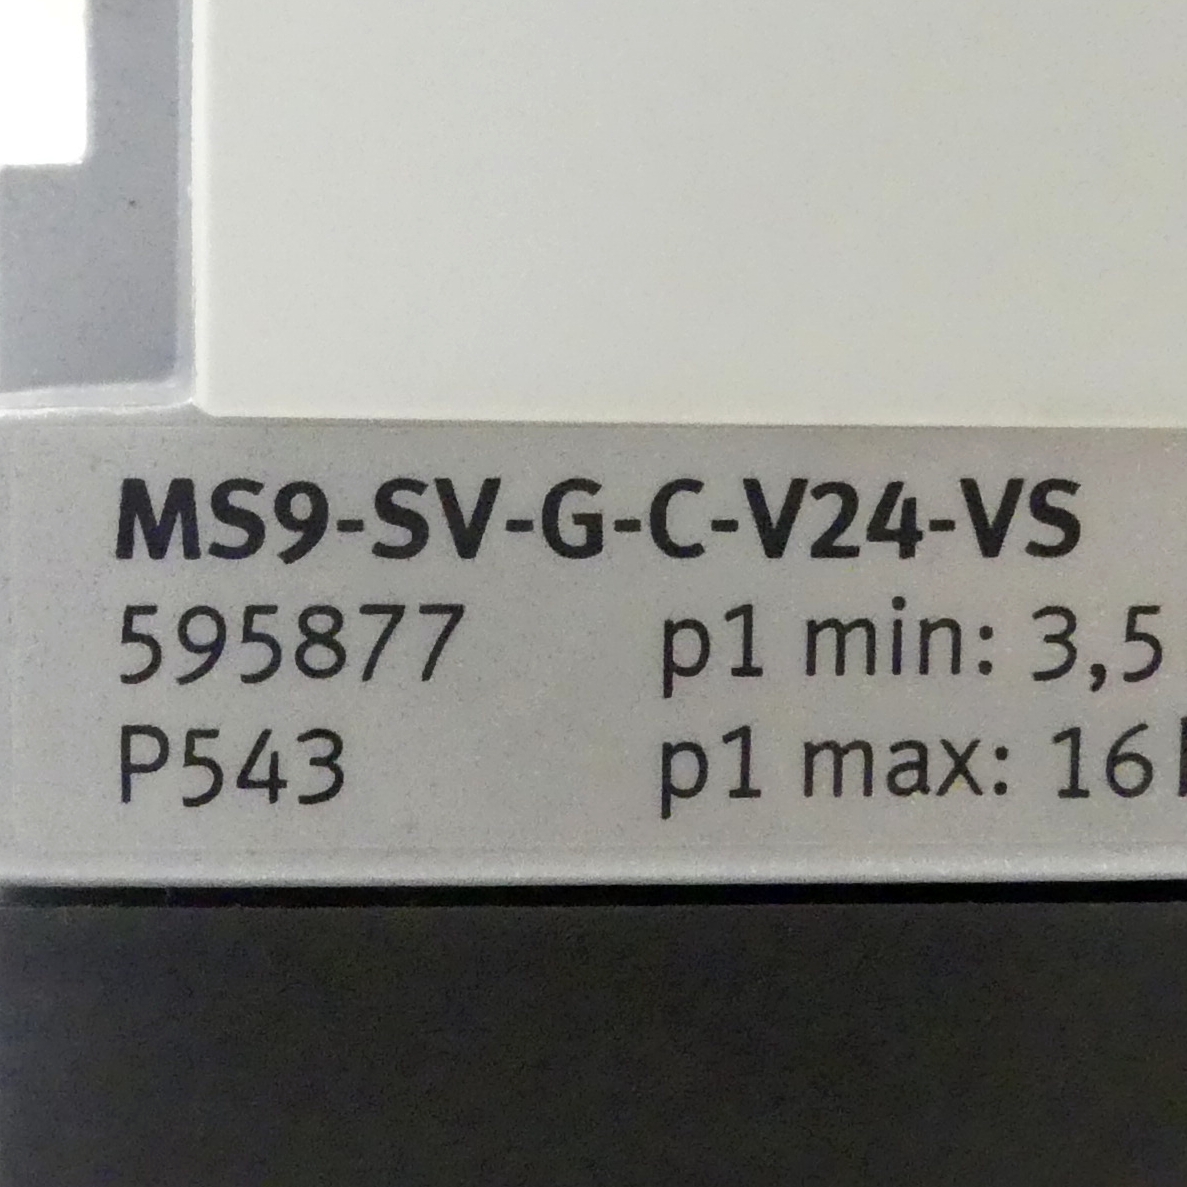 MS9-SV-G-C-V24-VS
595877 p1 min: 3,5
P543 p1 max: 16